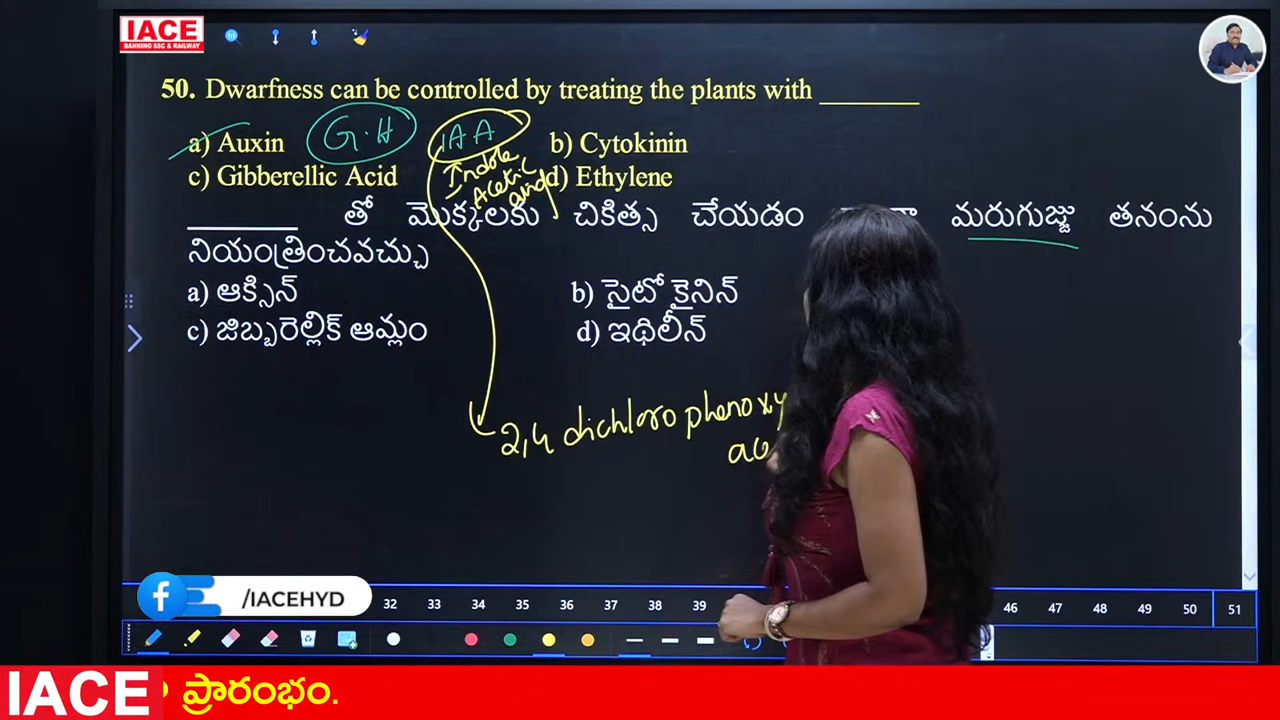 IACE
BANKING SSC & RAILWAY
50. Dwarfness can be controlled by treating the plants with ________
a) Auxin G.H IAA b) Cytokinin
Indole
Acetic
c) Gibberellic Acid d) Ethylene
________ తో మొక్కలకు చికిత్స చేయడం మరుగుజ్జు తనంను
నియంత్రించవచ్చు
a) ఆక్సిన్ b) సైటో కైనిన్
c) జిబ్బరెల్లిక్ ఆమ్లం d) ఇథిలీన్
2,4 dichloro phenoxy
/IACEHYD 32 33 34 35 36 37 38 39 46 47 48 49 50 51
IACE ప్రారంభం.